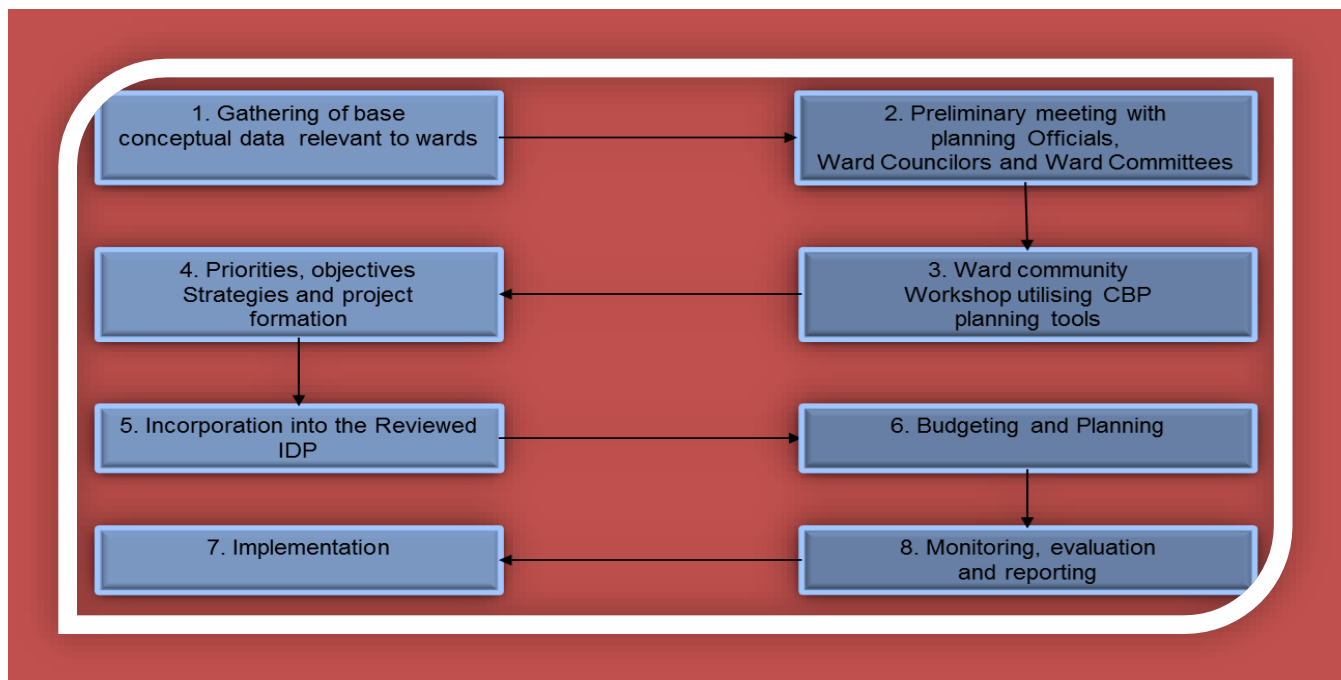 1. Gathering of base
conceptual data relevant to wards
2. Preliminary meeting with
planning Officials,
Ward Councilors and Ward Committees
3. Ward community
Workshop utilising CBP
planning tools
4. Priorities, objectives
Strategies and project
formation
5. Incorporation into the Reviewed
IDP
6. Budgeting and Planning
7. Implementation
8. Monitoring, evaluation
and reporting